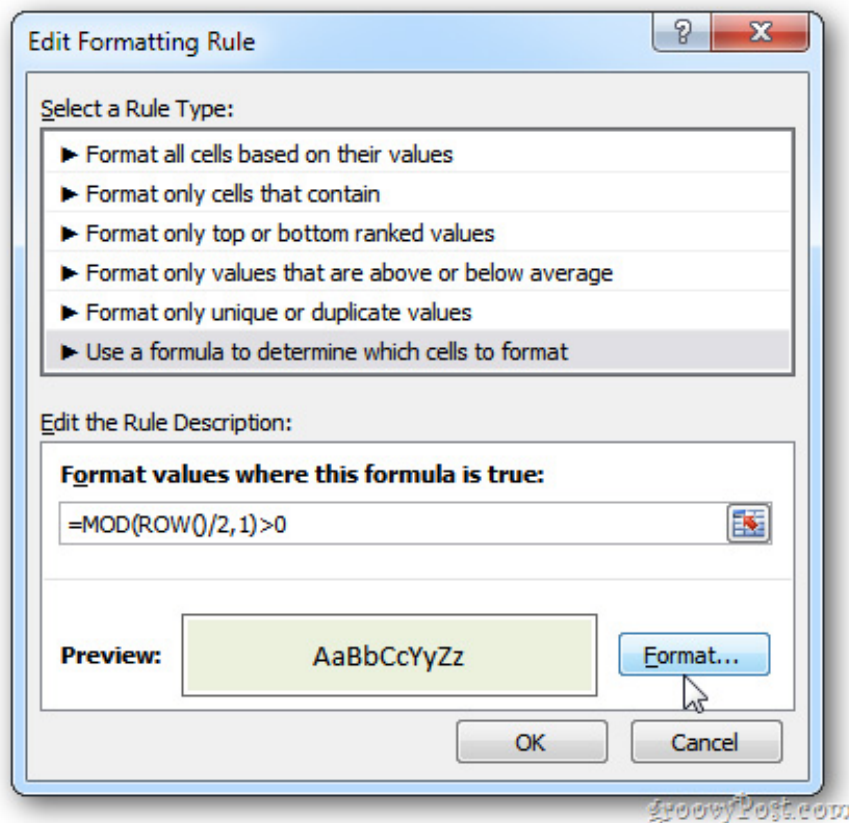 Edit Formatting Rule
?
X
Select a Rule Type:
► Format all cells based on their values
► Format only cells that contain
► Format only top or bottom ranked values
► Format only values that are above or below average
► Format only unique or duplicate values
► Use a formula to determine which cells to format
Edit the Rule Description:
Format values where this formula is true:
=MOD(ROW()/2,1)>0
Preview:
AaBbCcYyZz
Format...
OK
Cancel
groovyPost.com